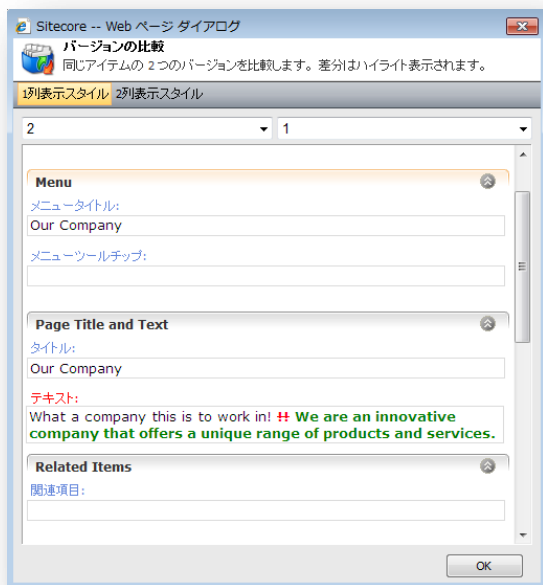 Sitecore -- Web ページ ダイアログ
バージョンの比較
同じアイテムの 2つのバージョンを比較します。差分はハイライト表示されます。
1列表示スタイル 2列表示スタイル
2 1
Menu
メニュータイトル:
Our Company
メニューツールチップ:
Page Title and Text
タイトル:
Our Company
テキスト:
What a company this is to work in! !! We are an innovative
company that offers a unique range of products and services.
Related Items
関連項目:
OK